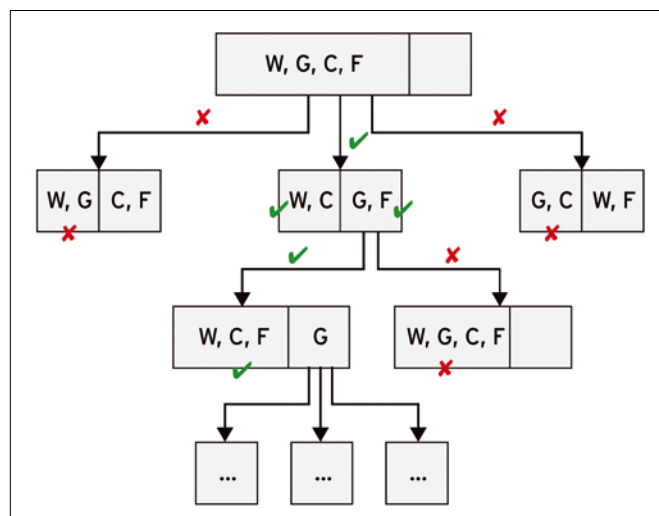 W, G, C, F
W, G C, F
W, C G, F
G, C W, F
W, C, F G
W, G, C, F
... ... ...